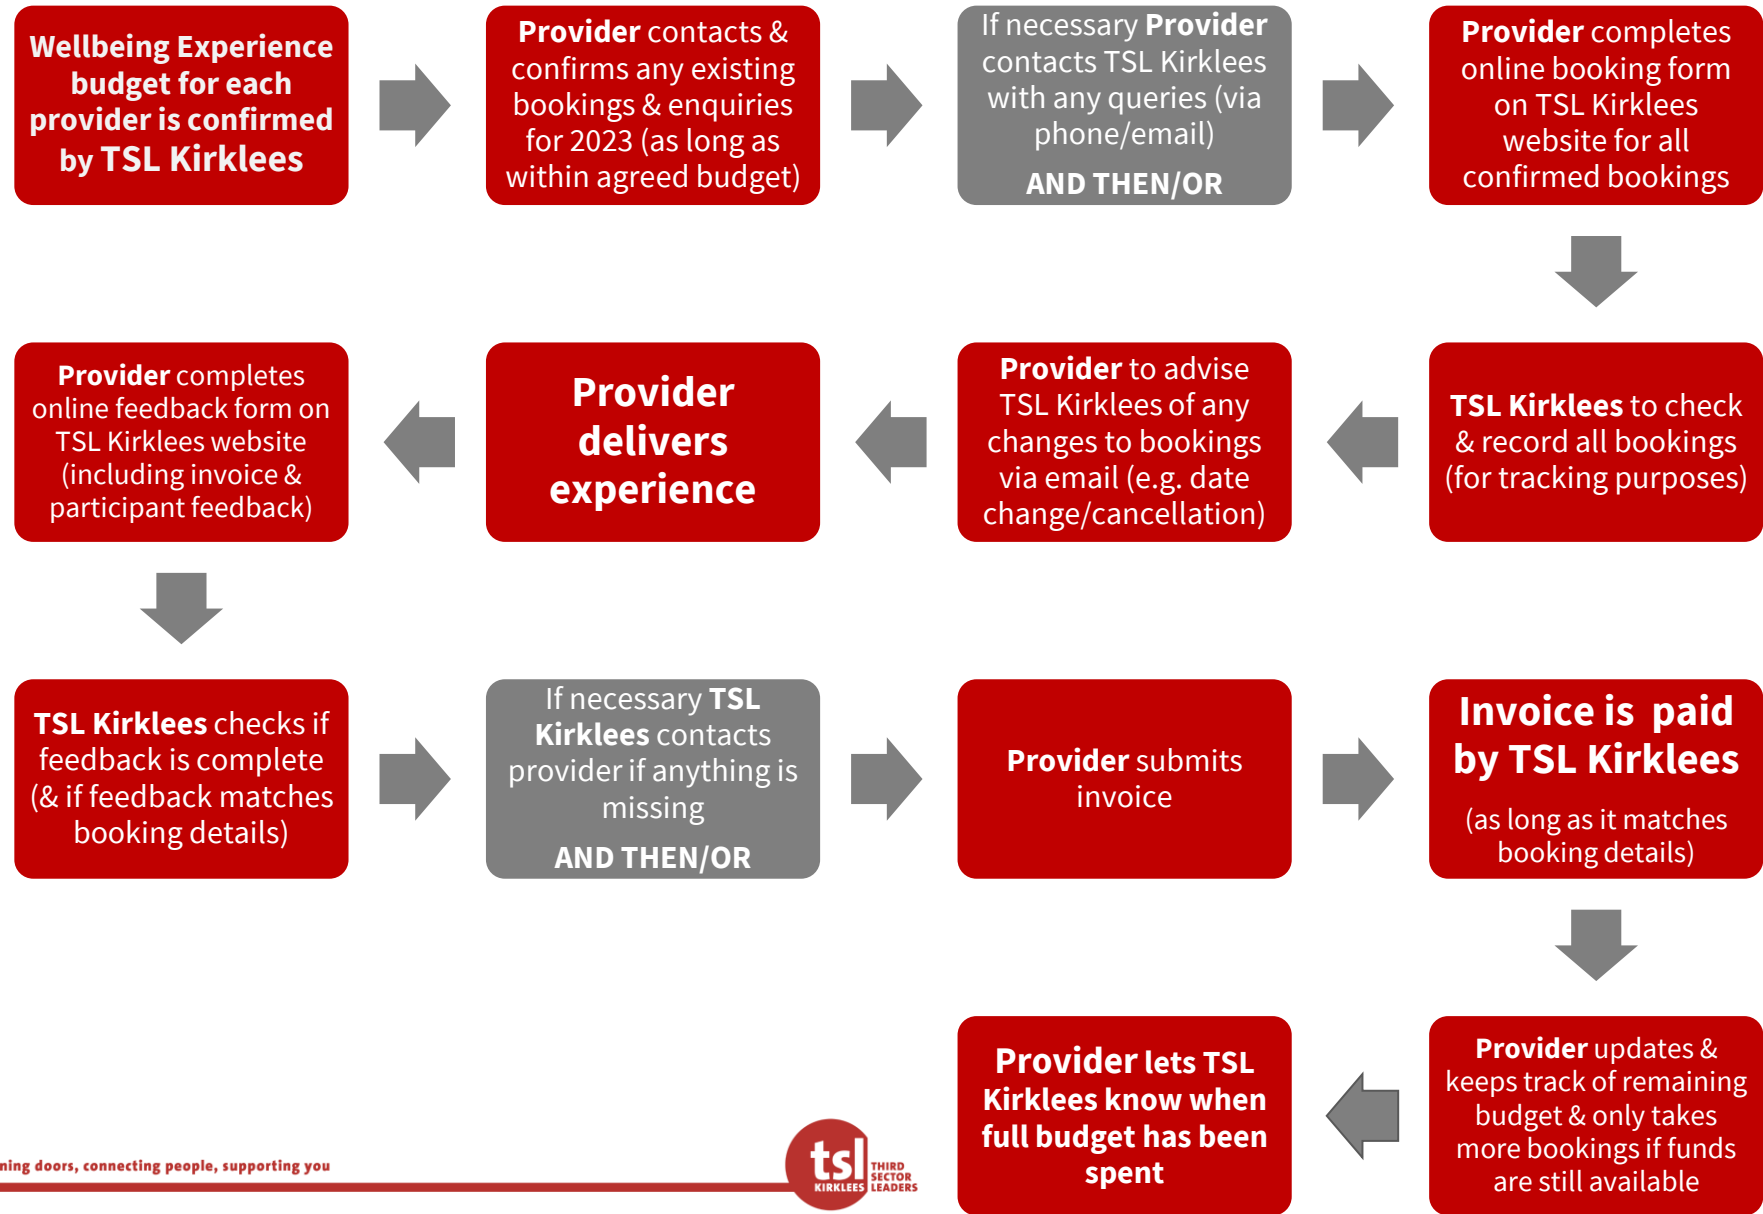 Wellbeing Experience
budget for each
provider is confirmed
by TSL Kirklees
Provider contacts &
confirms any existing
bookings & enquiries
for 2023 (as long as
within agreed budget)
If necessary Provider
contacts TSL Kirklees
with any queries (via
phone/email)
AND THEN/OR
Provider completes
online booking form
on TSL Kirklees
website for all
confirmed bookings
TSL Kirklees to check
& record all bookings
(for tracking purposes)
Provider to advise
TSL Kirklees of any
changes to bookings
via email (e.g. date
change/cancellation)
Provider
delivers
experience
Provider completes
online feedback form on
TSL Kirklees website
(including invoice &
participant feedback)
TSL Kirklees checks if
feedback is complete
(& if feedback matches
booking details)
If necessary TSL
Kirklees contacts
provider if anything is
missing
AND THEN/OR
Provider submits
invoice
Invoice is paid
by TSL Kirklees
(as long as it matches
booking details)
Provider updates &
keeps track of remaining
budget & only takes
more bookings if funds
are still available
Provider lets TSL
Kirklees know when
full budget has been
spent
ning doors, connecting people, supporting you
tsl
KIRKLEES
THIRD
SECTOR
LEADERS